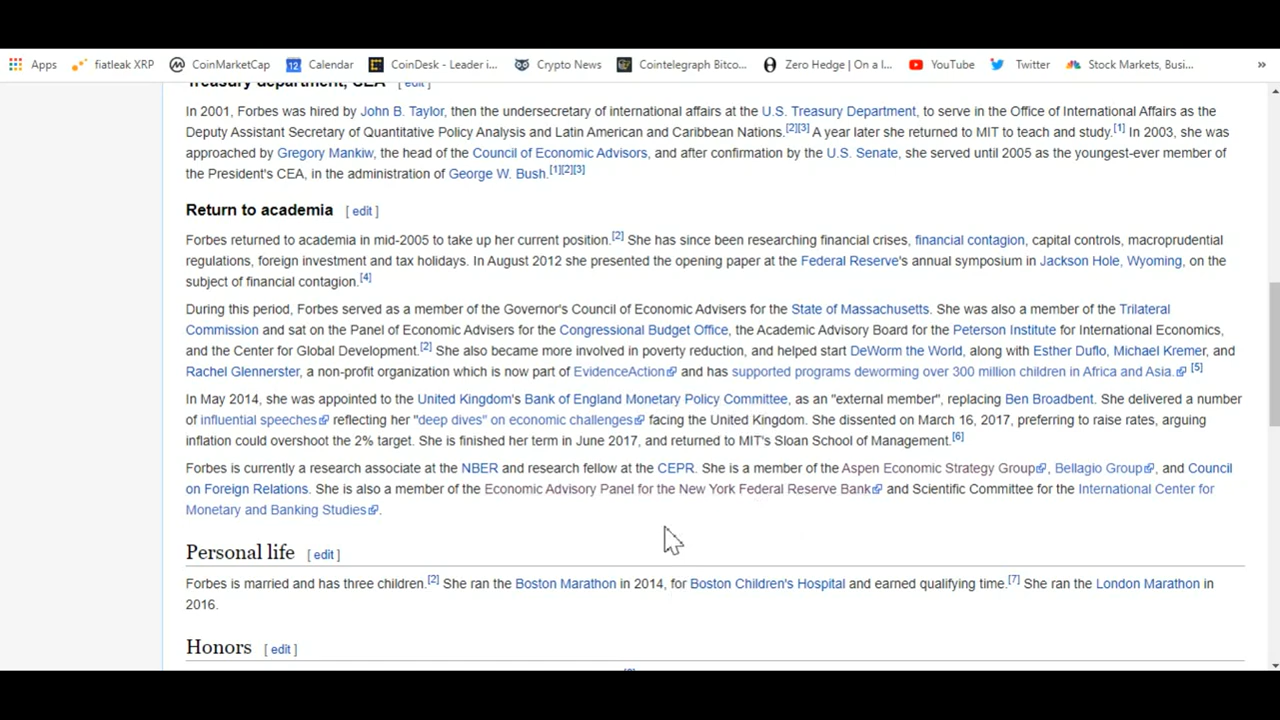 Apps fiatleak XRP CoinMarketCap 12 Calendar CoinDesk - Leader i... Crypto News Cointelegraph Bitco... Zero Hedge | On a l... YouTube Twitter Stock Markets, Busi... »
Treasury department, CEA [ edit ]
In 2001, Forbes was hired by John B. Taylor, then the undersecretary of international affairs at the U.S. Treasury Department, to serve in the Office of International Affairs as the
Deputy Assistant Secretary of Quantitative Policy Analysis and Latin American and Caribbean Nations.[2][3] A year later she returned to MIT to teach and study.[1] In 2003, she was
approached by Gregory Mankiw, the head of the Council of Economic Advisors, and after confirmation by the U.S. Senate, she served until 2005 as the youngest-ever member of
the President's CEA, in the administration of George W. Bush.[1][2][3]
Return to academia [ edit ]
Forbes returned to academia in mid-2005 to take up her current position.[2] She has since been researching financial crises, financial contagion, capital controls, macroprudential
regulations, foreign investment and tax holidays. In August 2012 she presented the opening paper at the Federal Reserve's annual symposium in Jackson Hole, Wyoming, on the
subject of financial contagion.[4]
During this period, Forbes served as a member of the Governor's Council of Economic Advisers for the State of Massachusetts. She was also a member of the Trilateral
Commission and sat on the Panel of Economic Advisers for the Congressional Budget Office, the Academic Advisory Board for the Peterson Institute for International Economics,
and the Center for Global Development.[2] She also became more involved in poverty reduction, and helped start DeWorm the World, along with Esther Duflo, Michael Kremer, and
Rachel Glennerster, a non-profit organization which is now part of EvidenceAction and has supported programs deworming over 300 million children in Africa and Asia. [5]
In May 2014, she was appointed to the United Kingdom's Bank of England Monetary Policy Committee, as an "external member", replacing Ben Broadbent. She delivered a number
of influential speeches reflecting her "deep dives" on economic challenges facing the United Kingdom. She dissented on March 16, 2017, preferring to raise rates, arguing
inflation could overshoot the 2% target. She is finished her term in June 2017, and returned to MIT's Sloan School of Management.[6]
Forbes is currently a research associate at the NBER and research fellow at the CEPR. She is a member of the Aspen Economic Strategy Group, Bellagio Group, and Council
on Foreign Relations. She is also a member of the Economic Advisory Panel for the New York Federal Reserve Bank and Scientific Committee for the International Center for
Monetary and Banking Studies.
Personal life [ edit ]
Forbes is married and has three children.[2] She ran the Boston Marathon in 2014, for Boston Children's Hospital and earned qualifying time.[7] She ran the London Marathon in
2016.
Honors [ edit ]